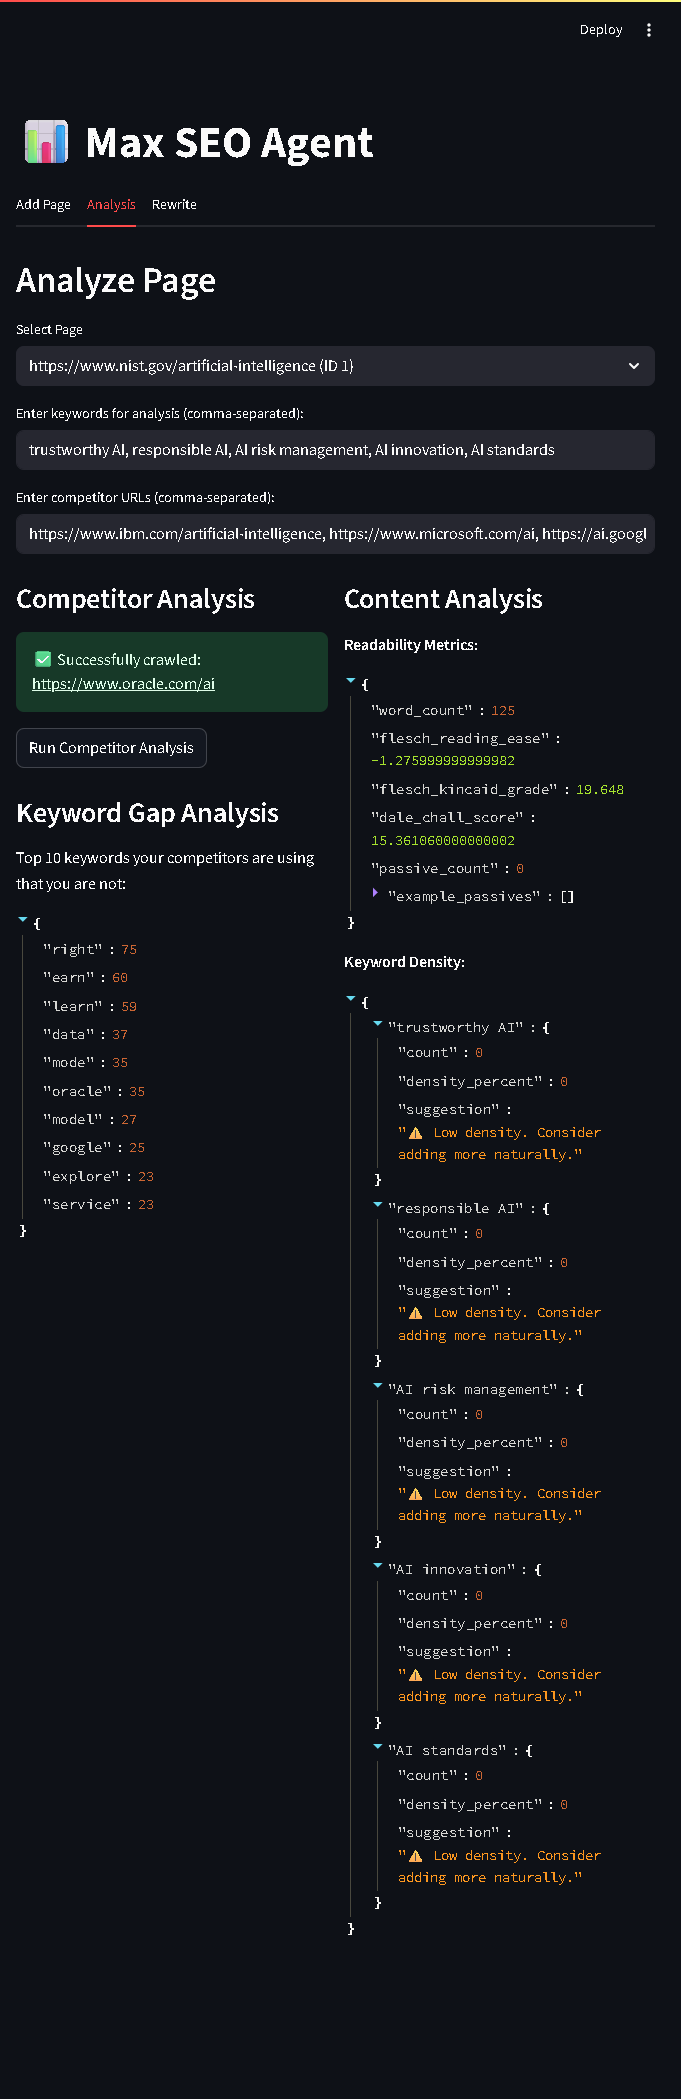 Deploy
Max SEO Agent
Add Page Analysis Rewrite
Analyze Page
Select Page
https://www.nist.gov/artificial-intelligence (ID 1)
Enter keywords for analysis (comma-separated):
trustworthy AI, responsible AI, AI risk management, AI innovation, AI standards
Enter competitor URLs (comma-separated):
https://www.ibm.com/artificial-intelligence, https://www.microsoft.com/ai, https://ai.googl
Competitor Analysis
✅ Successfully crawled:
https://www.oracle.com/ai
Run Competitor Analysis
Keyword Gap Analysis
Top 10 keywords your competitors are using
that you are not:
{
"right" : 75
"earn" : 60
"learn" : 59
"data" : 37
"mode" : 35
"oracle" : 35
"model" : 27
"google" : 25
"explore" : 23
"service" : 23
}
Content Analysis
Readability Metrics:
{
"word_count" : 125
"flesch_reading_ease" :
-1.275999999999982
"flesch_kincaid_grade" : 19.648
"dale_chall_score" :
15.361060000000002
"passive_count" : 0
"example_passives" : []
}
Keyword Density:
{
"trustworthy AI" : {
"count" : 0
"density_percent" : 0
"suggestion" :
"⚠️ Low density. Consider
adding more naturally."
}
"responsible AI" : {
"count" : 0
"density_percent" : 0
"suggestion" :
"⚠️ Low density. Consider
adding more naturally."
}
"AI risk management" : {
"count" : 0
"density_percent" : 0
"suggestion" :
"⚠️ Low density. Consider
adding more naturally."
}
"AI innovation" : {
"count" : 0
"density_percent" : 0
"suggestion" :
"⚠️ Low density. Consider
adding more naturally."
}
"AI standards" : {
"count" : 0
"density_percent" : 0
"suggestion" :
"⚠️ Low density. Consider
adding more naturally."
}
}